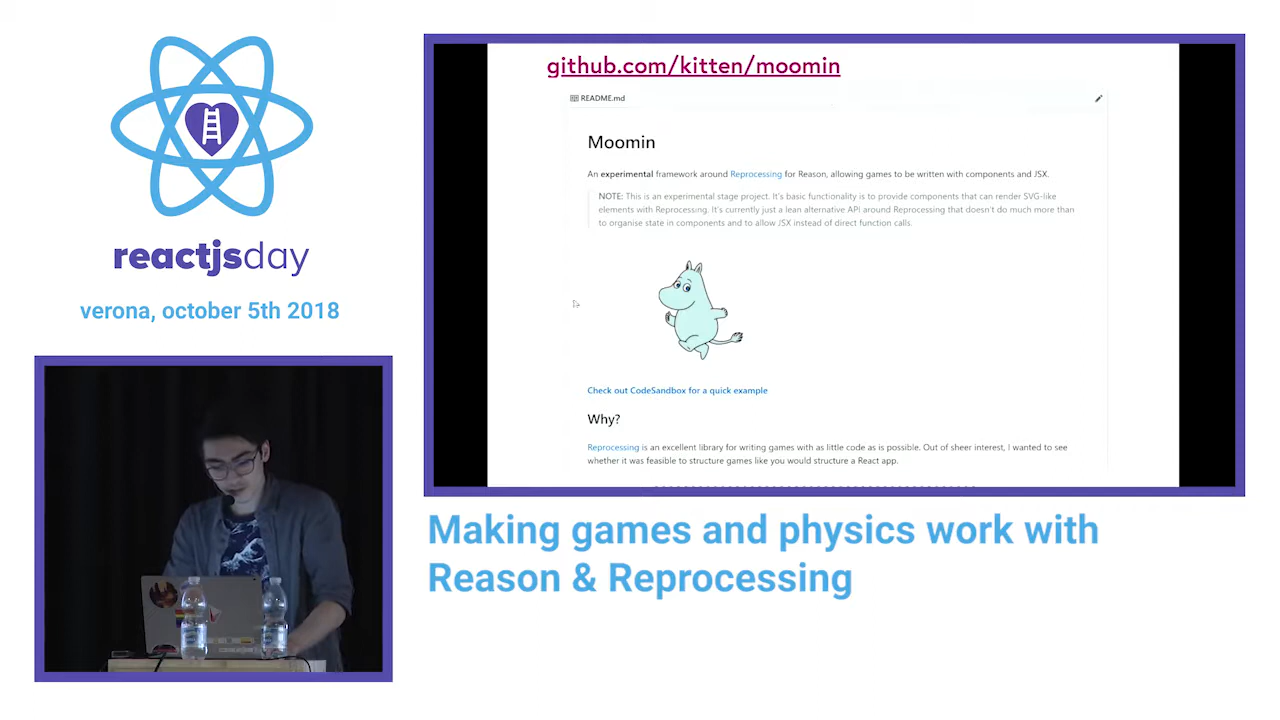 reactjsday
verona, october 5th 2018
github.com/kitten/moomin
README.md
Moomin
An experimental framework around Reprocessing for Reason, allowing games to be written with components and JSX.
NOTE: This is an experimental stage project. It's basic functionality is to provide components that can render SVG-like
elements with Reprocessing. It's currently just a lean alternative API around Reprocessing that doesn't do much more than
to organise state in components and to allow JSX instead of direct function calls.
Check out CodeSandbox for a quick example
Why?
Reprocessing is an excellent library for writing games with as little code as is possible. Out of sheer interest, I wanted to see
whether it was feasible to structure games like you would structure a React app.
Making games and physics work with
Reason & Reprocessing